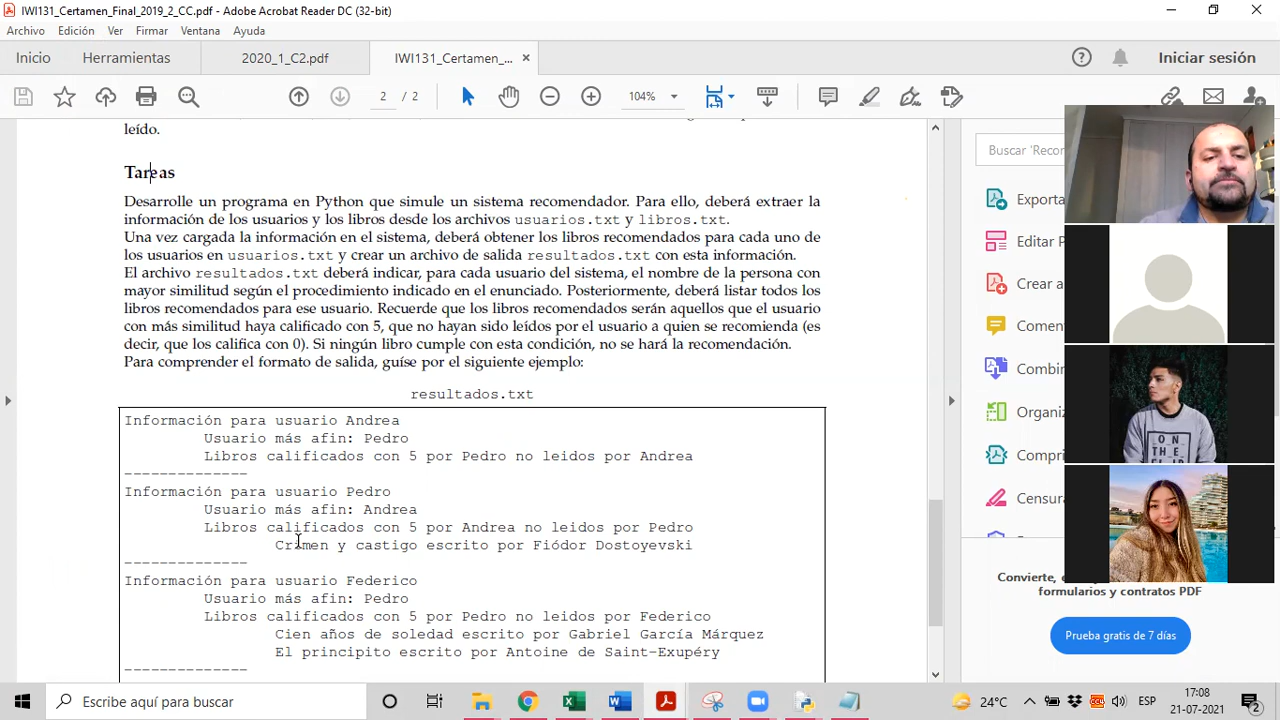 IWI131_Certamen_Final_2019_2_CC.pdf - Adobe Acrobat Reader DC (32-bit)
Archivo Edición Ver Firmar Ventana Ayuda
Inicio Herramientas 2020_1_C2.pdf IWI131_Certamen_... × Iniciar sesión
2 / 2 104%
leído.
Tareas
Desarrolle un programa en Python que simule un sistema recomendador. Para ello, deberá extraer la
información de los usuarios y los libros desde los archivos usuarios.txt y libros.txt.
Una vez cargada la información en el sistema, deberá obtener los libros recomendados para cada uno de
los usuarios en usuarios.txt y crear un archivo de salida resultados.txt con esta información.
El archivo resultados.txt deberá indicar, para cada usuario del sistema, el nombre de la persona con
mayor similitud según el procedimiento indicado en el enunciado. Posteriormente, deberá listar todos los
libros recomendados para ese usuario. Recuerde que los libros recomendados serán aquellos que el usuario
con más similitud haya calificado con 5, que no hayan sido leídos por el usuario a quien se recomienda (es
decir, que los califica con 0). Si ningún libro cumple con esta condición, no se hará la recomendación.
Para comprender el formato de salida, guíse por el siguiente ejemplo:
resultados.txt
Información para usuario Andrea
Usuario más afin: Pedro
Libros calificados con 5 por Pedro no leidos por Andrea
--------------
Información para usuario Pedro
Usuario más afin: Andrea
Libros calificados con 5 por Andrea no leidos por Pedro
Crimen y castigo escrito por Fiódor Dostoyevski
--------------
Información para usuario Federico
Usuario más afin: Pedro
Libros calificados con 5 por Pedro no leidos por Federico
Cien años de soledad escrito por Gabriel García Márquez
El principito escrito por Antoine de Saint-Exupéry
--------------
Buscar 'Recor
Exporta
Editar P
Crear a
Coment
Combin
Organiz
Compri
Censura
Convierte, e
formularios y contratos PDF
Prueba gratis de 7 días
ON
THE
Escribe aquí para buscar
24°C
ESP
17:08
21-07-2021
2